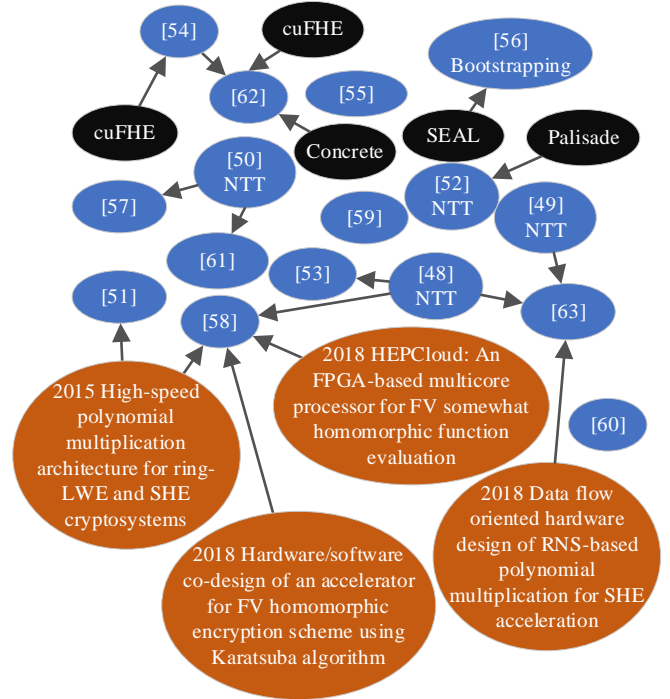 [54]
cuFHE
[56]
Bootstrapping
[62]
[55]
cuFHE
Concrete
SEAL
Palisade
[50]
NTT
[52]
NTT
[57]
[59]
[49]
NTT
[61]
[53]
[48]
NTT
[51]
[58]
[63]
2015 High-speed
polynomial
multiplication
architecture for ring-
LWE and SHE
cryptosystems
2018 HEPCloud: An
FPGA-based multicore
processor for FV somewhat
homomorphic function
evaluation
[60]
2018 Hardware/software
co-design of an accelerator
for FV homomorphic
encryption scheme using
Karatsuba algorithm
2018 Data flow
oriented hardware
design of RNS-based
polynomial
multiplication for SHE
acceleration